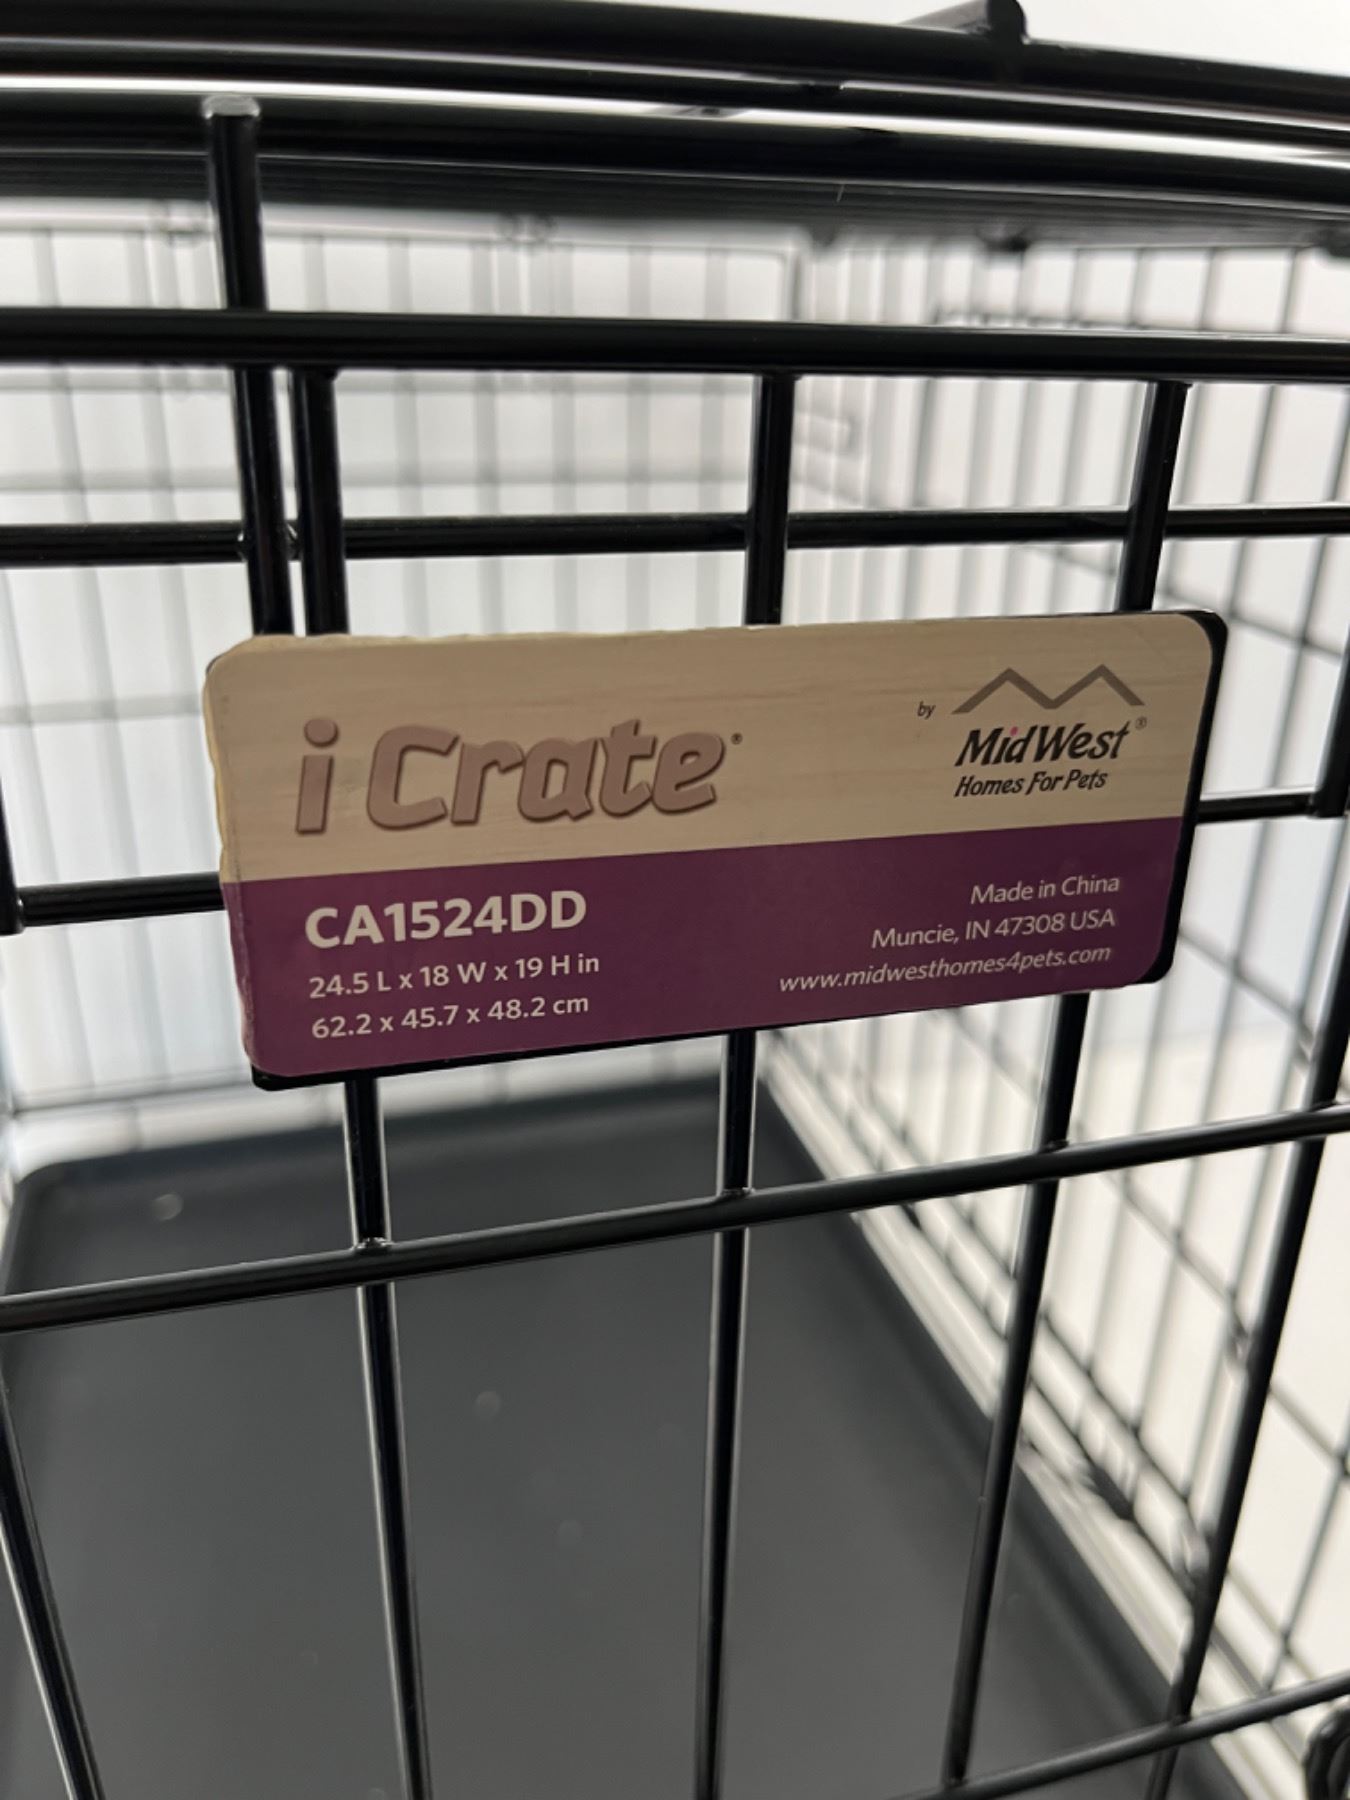 i Crate®
by
MidWest®
Homes For Pets
CA1524DD
24.5 L x 18 W x 19 H in
62.2 x 45.7 x 48.2 cm
Made in China
Muncie, IN 47308 USA
www.midwesthomes4pets.com